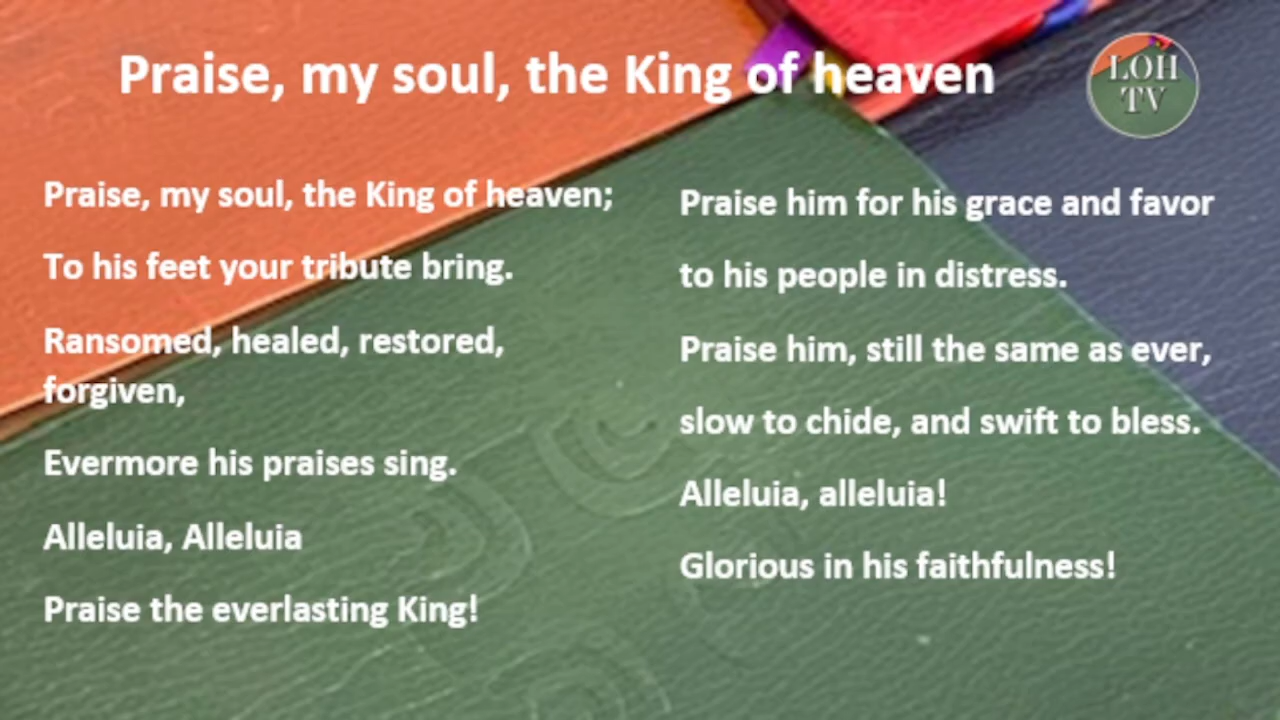 Praise, my soul, the King of heaven
LOH
TV
Praise, my soul, the King of heaven;
To his feet your tribute bring.
Ransomed, healed, restored,
forgiven,
Evermore his praises sing.
Alleluia, Alleluia
Praise the everlasting King!
Praise him for his grace and favor
to his people in distress.
Praise him, still the same as ever,
slow to chide, and swift to bless.
Alleluia, alleluia!
Glorious in his faithfulness!